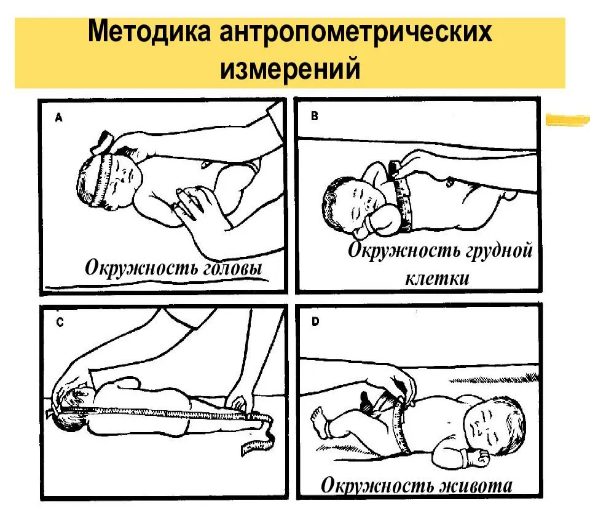 Методика антропометрических
измерений
A
B
Окружность головы
Окружность грудной
клетки
C
D
Окружность живота